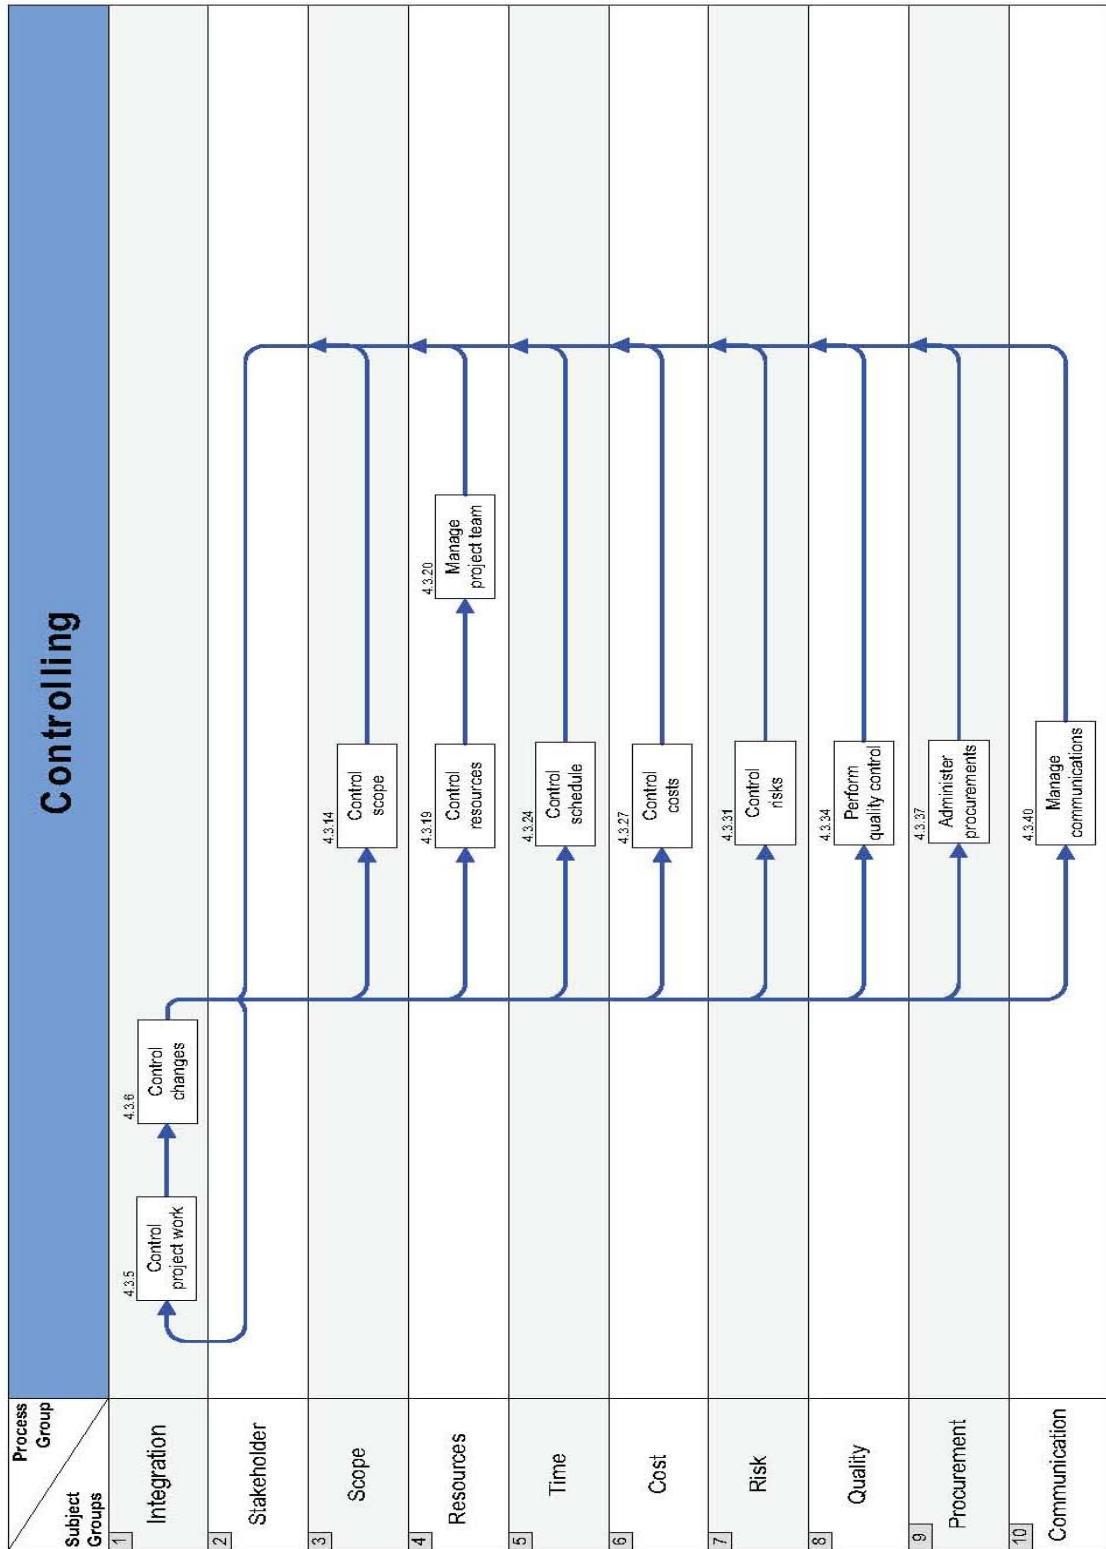 Process
Group
Subject
Groups
Controlling
1
Integration
4.3.5
Control
project work
4.3.6
Control
changes
2
Stakeholder
3
Scope
4.3.14
Control
scope
4
Resources
4.3.19
Control
resources
4.3.20
Manage
project team
5
Time
4.3.24
Control
schedule
6
Cost
4.3.27
Control
costs
7
Risk
4.3.31
Control
risks
8
Quality
4.3.34
Perform
quality control
9
Procurement
4.3.37
Administer
procurements
10
Communication
4.3.40
Manage
communications